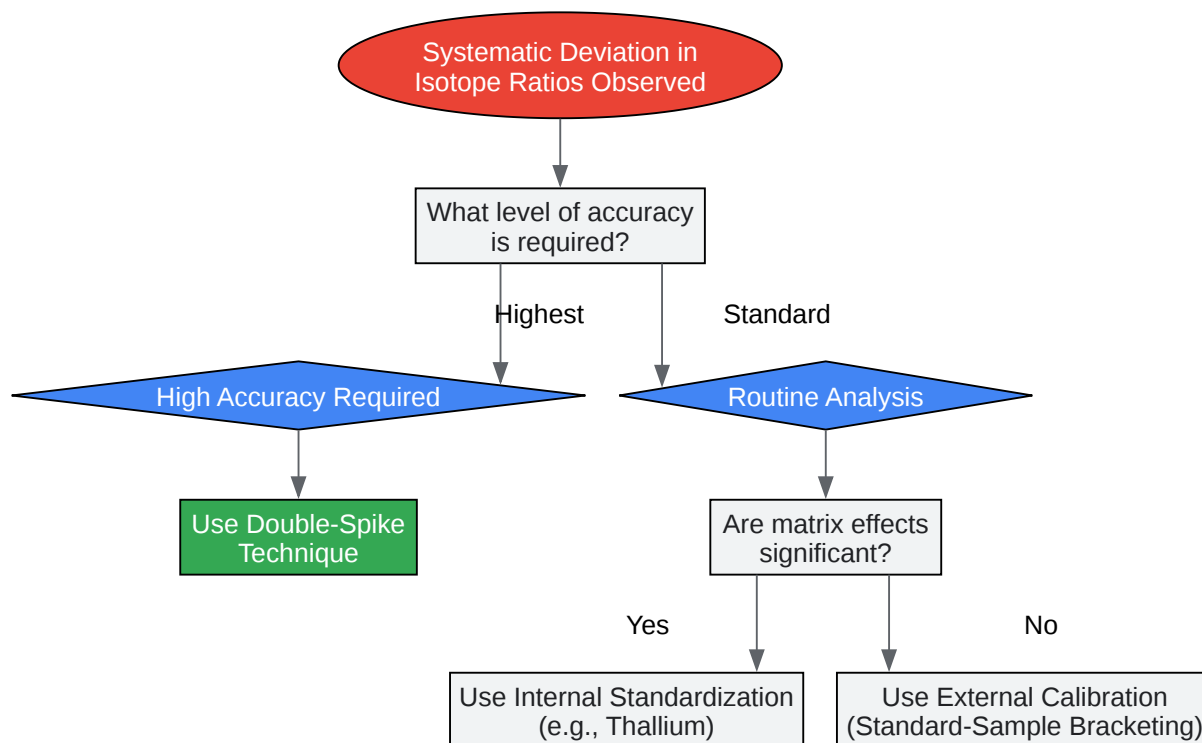 Systematic Deviation in
Isotope Ratios Observed
What level of accuracy
is required?
Highest
Standard
High Accuracy Required
Routine Analysis
Use Double-Spike
Technique
Are matrix effects
significant?
Yes
No
Use Internal Standardization
(e.g., Thallium)
Use External Calibration
(Standard-Sample Bracketing)